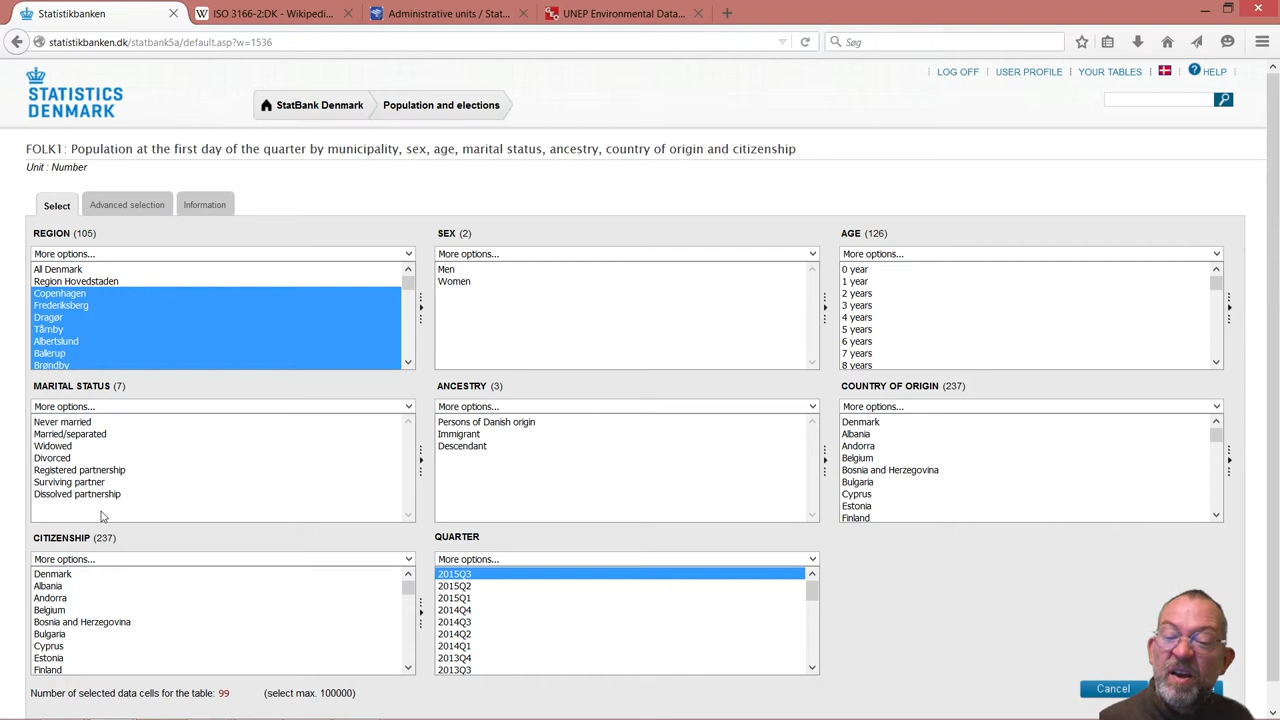 Statistikbanken
ISO 3166-2:DK - Wikipedi...
Administrative units / Stat...
UNEP Environmental Data...
statistikbanken.dk/statbank5a/default.asp?w=1536
Søg
LOG OFF
USER PROFILE
YOUR TABLES
HELP
STATISTICS
DENMARK
StatBank Denmark
Population and elections
FOLK1: Population at the first day of the quarter by municipality, sex, age, marital status, ancestry, country of origin and citizenship
Unit : Number
Select
Advanced selection
Information
REGION (105)
More options...
All Denmark
Region Hovedstaden
Copenhagen
Frederiksberg
Dragør
Tårnby
Albertslund
Ballerup
Brøndby
SEX (2)
More options...
Men
Women
AGE (126)
More options...
0 year
1 year
2 years
3 years
4 years
5 years
6 years
7 years
8 years
MARITAL STATUS (7)
More options...
Never married
Married/separated
Widowed
Divorced
Registered partnership
Surviving partner
Dissolved partnership
ANCESTRY (3)
More options...
Persons of Danish origin
Immigrant
Descendant
COUNTRY OF ORIGIN (237)
More options...
Denmark
Albania
Andorra
Belgium
Bosnia and Herzegovina
Bulgaria
Cyprus
Estonia
Finland
CITIZENSHIP (237)
More options...
Denmark
Albania
Andorra
Belgium
Bosnia and Herzegovina
Bulgaria
Cyprus
Estonia
Finland
QUARTER
More options...
2015Q3
2015Q2
2015Q1
2014Q4
2014Q3
2014Q2
2014Q1
2013Q4
2013Q3
Number of selected data cells for the table: 99 (select max. 100000)
Cancel